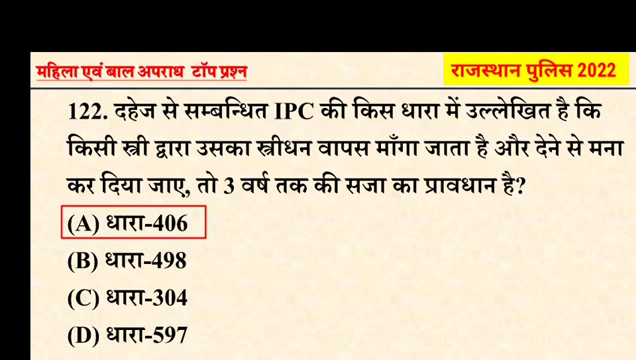 महिला एवं बाल अपराध टॉप प्रश्न
राजस्थान पुलिस 2022
122. दहेज से सम्बन्धित IPC की किस धारा में उल्लेखित है कि
किसी स्त्री द्वारा उसका स्त्रीधन वापस माँगा जाता है और देने से मना
कर दिया जाए, तो 3 वर्ष तक की सजा का प्रावधान है?
(A) धारा-406
(B) धारा-498
(C) धारा-304
(D) धारा-597